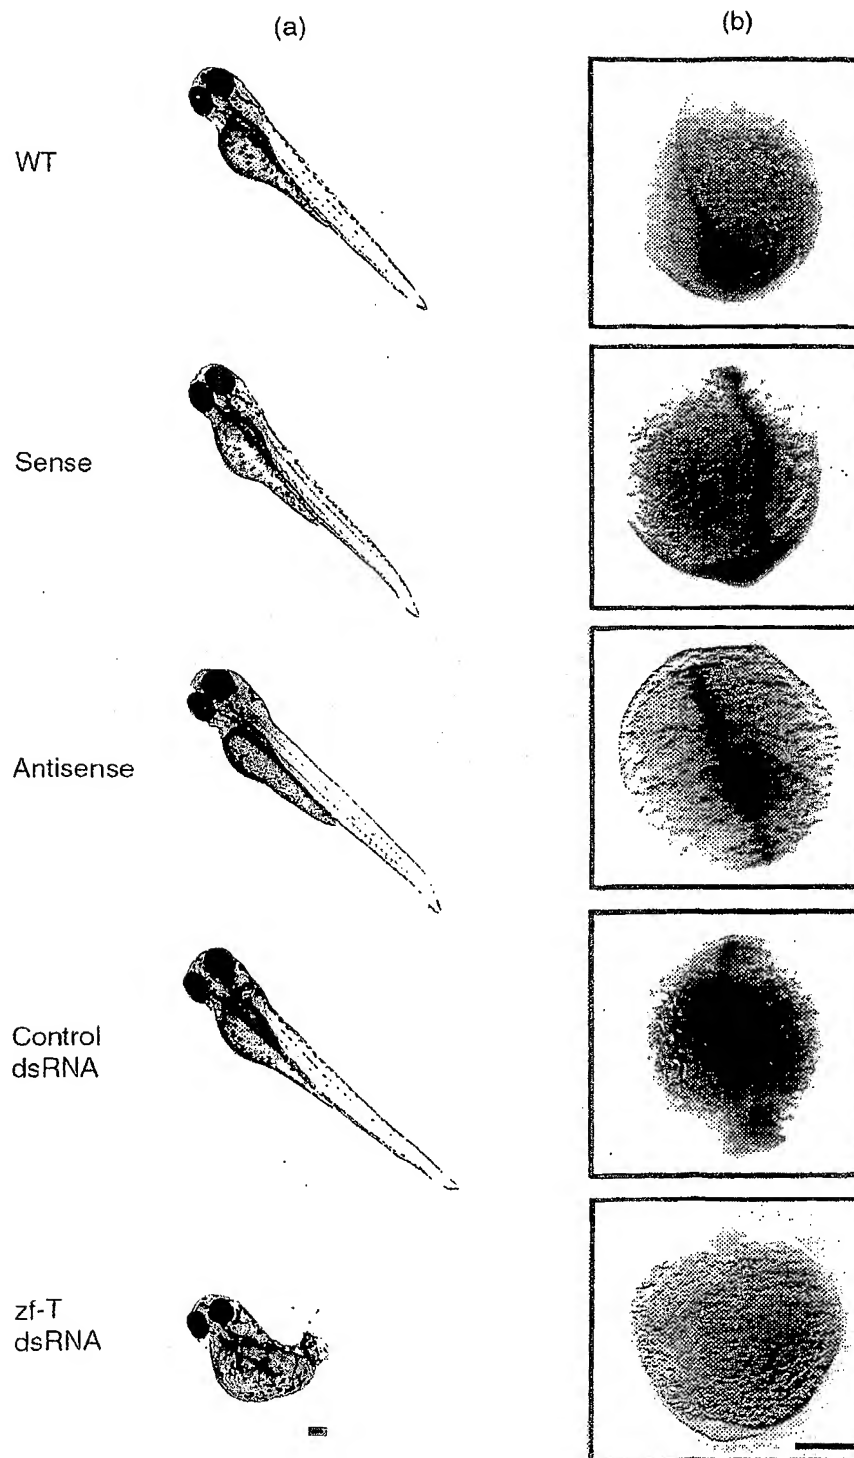 (a)
(b)
WT
Sense
Antisense
Control
dsRNA
zf-T
dsRNA